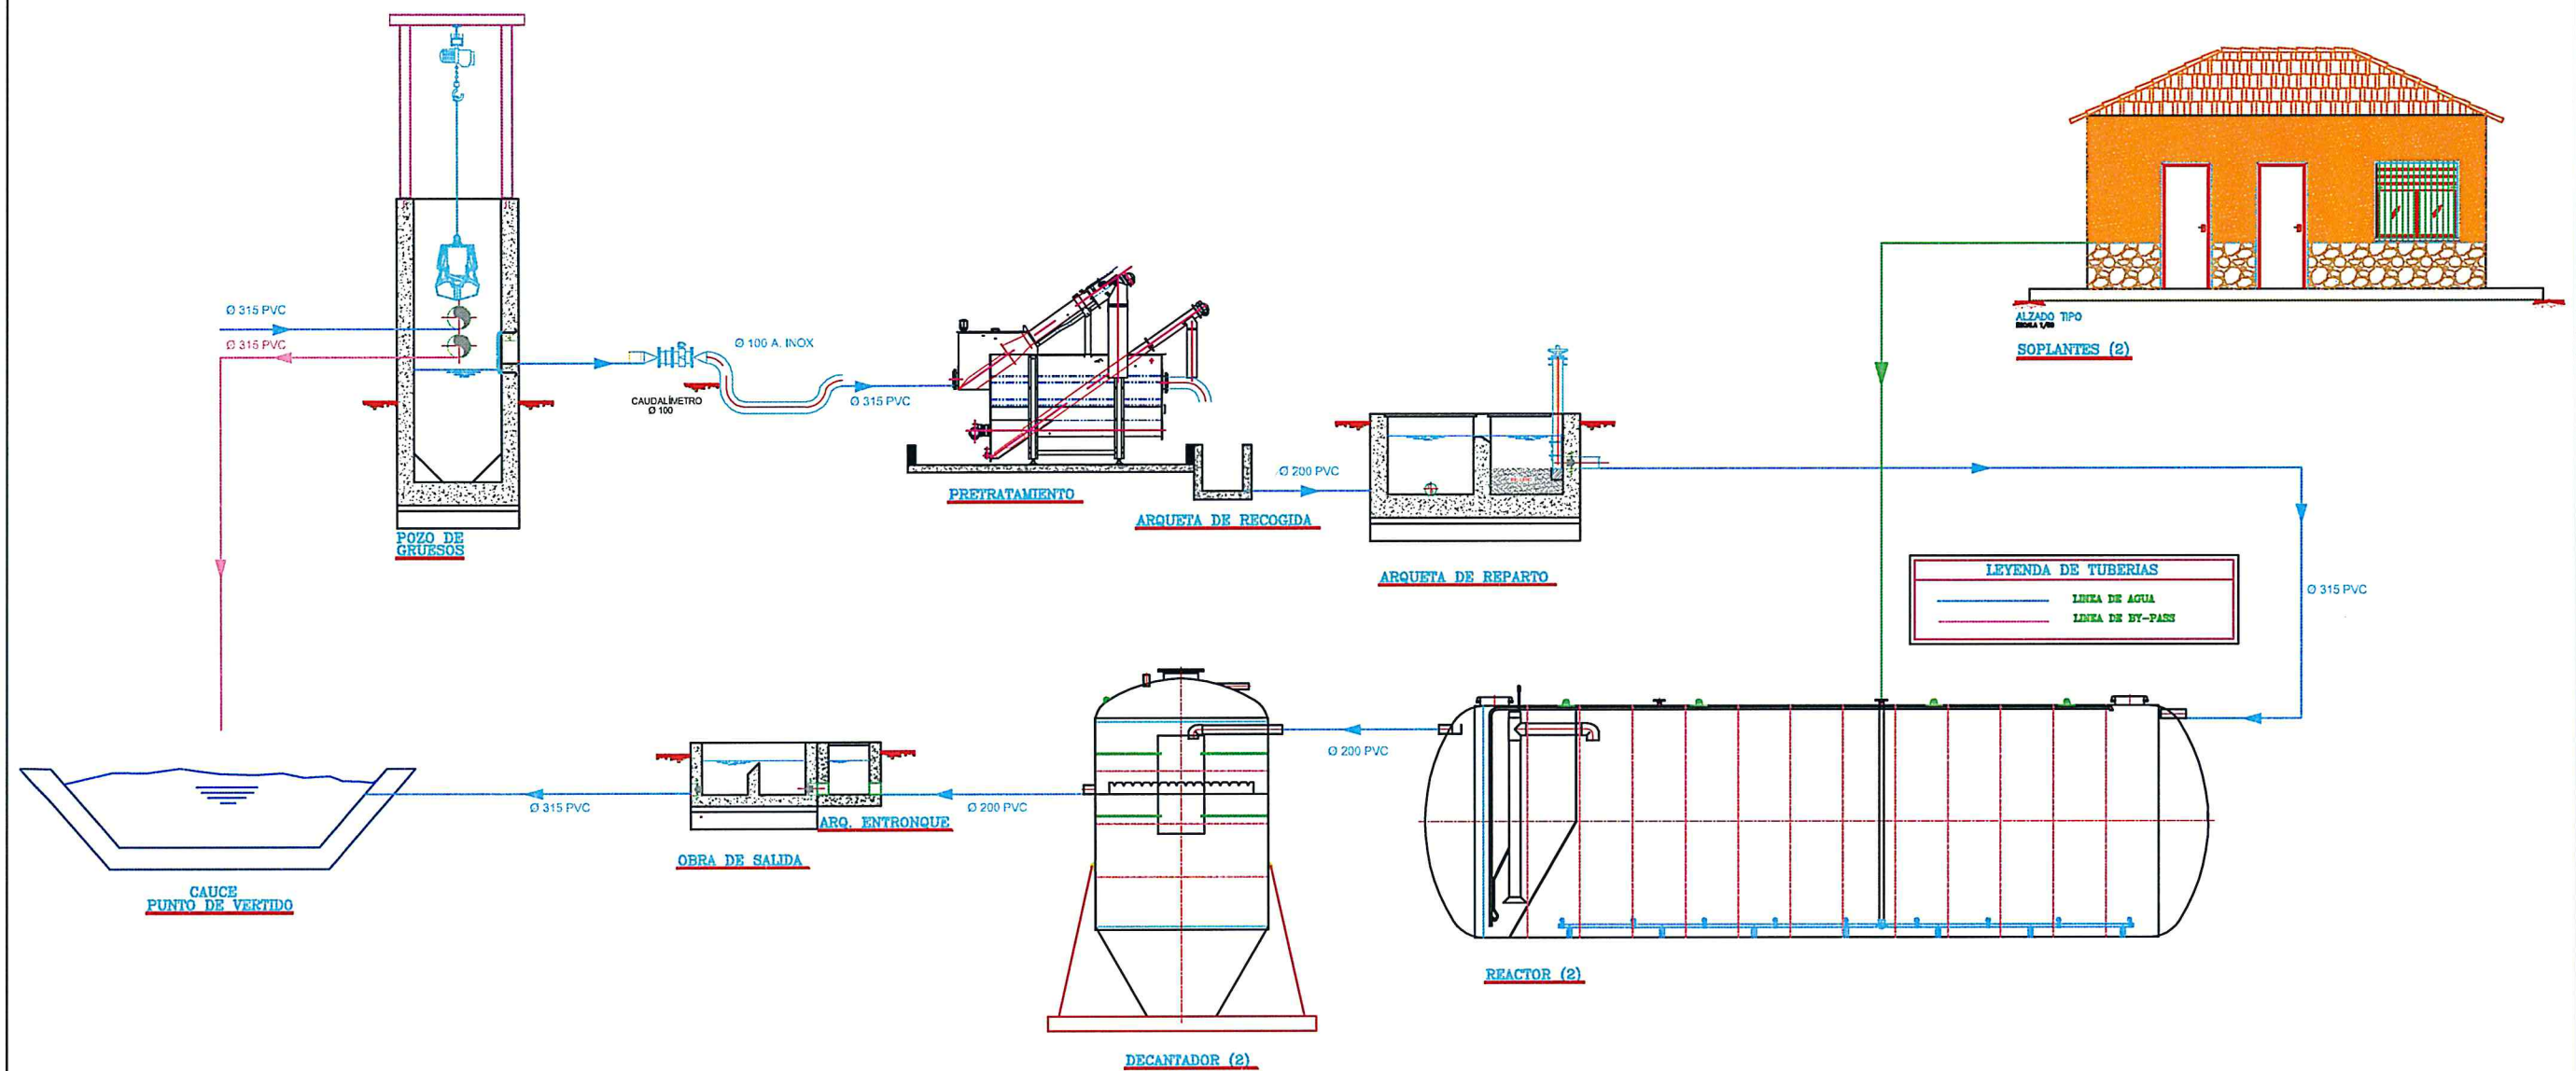 Ø 315 PVC
Ø 315 PVC
POZO DE
GRUESOS
Ø 100 A. INOX
CAUDALÍMETRO
Ø 100
Ø 315 PVC
PRETRATAMIENTO
ARQUETA DE RECOGIDA
Ø 200 PVC
ARQUETA DE REPARTO
ALZADO TIPO
SOPLANTES (2)
LEYENDA DE TUBERIAS
LINEA DE AGUA
LINEA DE BY-PASS
Ø 315 PVC
REACTOR (2)
Ø 200 PVC
DECANTADOR (2)
Ø 200 PVC
ARQ. ENTRONQUE
OBRA DE SALIDA
Ø 315 PVC
CAUCE
PUNTO DE VERTIDO